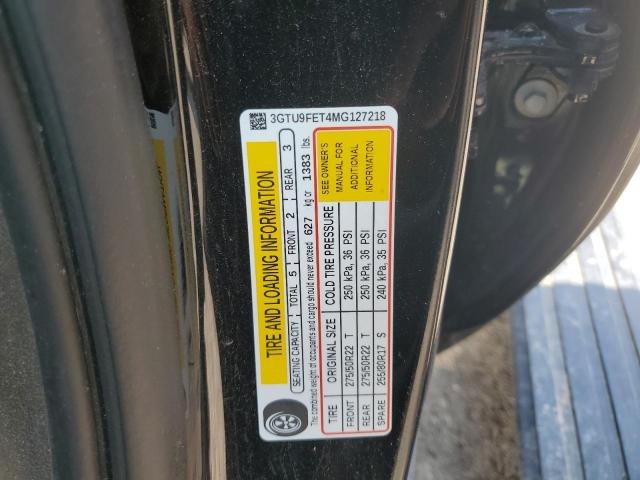 3GTU9FET4MG127218
TIRE AND LOADING INFORMATION
SEATING CAPACITY TOTAL 5 FRONT 2 REAR 3
The combined weight of occupants and cargo should never exceed 627 kg or 1383 lbs.
TIRE ORIGINAL SIZE COLD TIRE PRESSURE
FRONT 275/50R22 T 250 kPa, 36 PSI
REAR 275/50R22 T 250 kPa, 36 PSI
SPARE 255/80R17 S 240 kPa, 35 PSI
SEE OWNER'S
MANUAL FOR
ADDITIONAL
INFORMATION